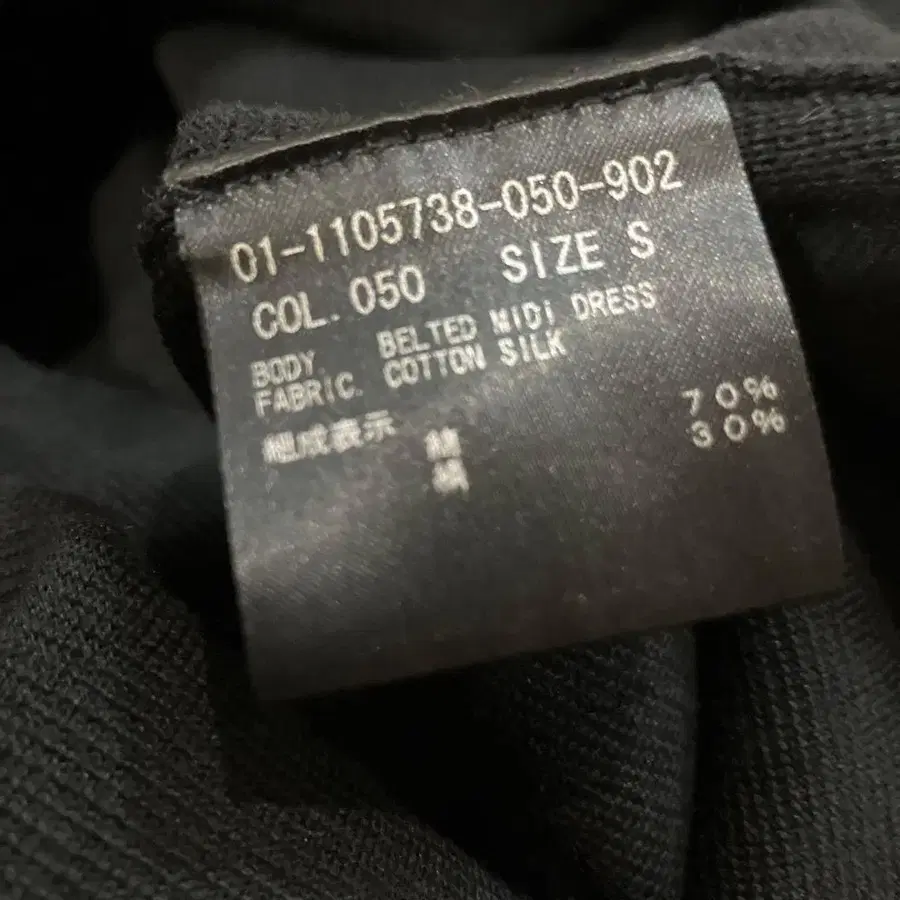 01-1105738-050-902
COL. 050 SIZE S
BODY. BELTED MIDI DRESS
FABRIC. COTTON SILK
組成表示 綿 70%
絹 30%